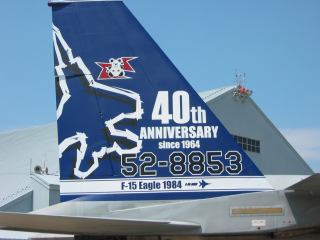 40th
ANNIVERSARY
since 1964
52-8853
F-15 Eagle 1984